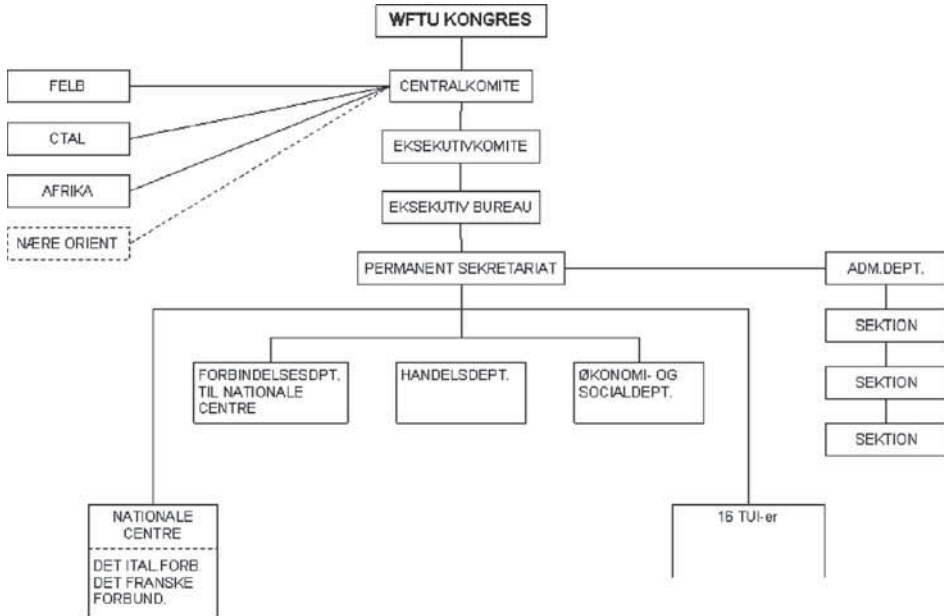 WFTU KONGRES
FELB
CENTRALKOMITE
CTAL
EKSEKUTIVKOMITE
AFRIKA
EKSEKUTIV BUREAU
NÆRE ORIENT
PERMANENT SEKRETARIAT
ADM.DEPT.
SEKTION
FORBINDELSESDPT.
TIL NATIONALE
CENTRE
HANDELSDEPT.
ØKONOMI- OG
SOCIALDEPT.
SEKTION
SEKTION
NATIONALE
CENTRE
DET ITAL.FORB.
DET FRANSKE
FORBUND.
16 TUI-er